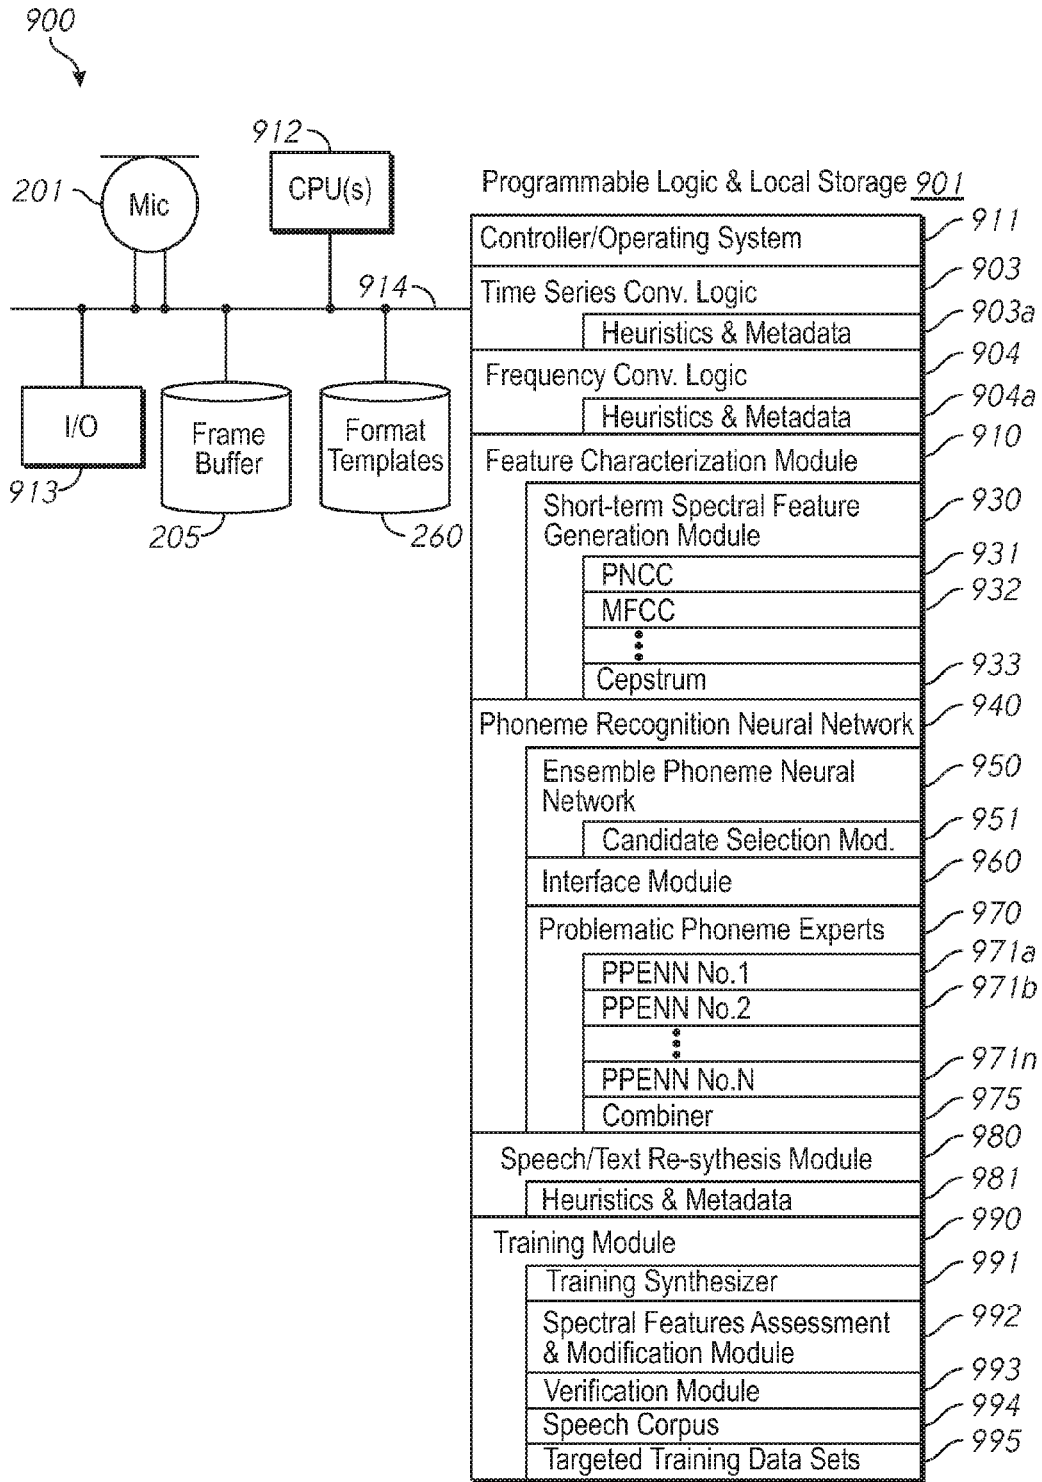 900
912
CPU(s)
201
Mic
914
I/O
913
Frame
Buffer
205
Format
Templates
260
Programmable Logic & Local Storage 901
Controller/Operating System
911
Time Series Conv. Logic
903
Heuristics & Metadata
903a
Frequency Conv. Logic
904
Heuristics & Metadata
904a
Feature Characterization Module
910
Short-term Spectral Feature
Generation Module
930
PNCC
931
MFCC
932
Cepstrum
933
Phoneme Recognition Neural Network
940
Ensemble Phoneme Neural
Network
950
Candidate Selection Mod.
951
Interface Module
960
Problematic Phoneme Experts
970
PPENN No.1
971a
PPENN No.2
971b
PPENN No.N
971n
Combiner
975
Speech/Text Re-sythesis Module
980
Heuristics & Metadata
981
Training Module
990
Training Synthesizer
991
Spectral Features Assessment
& Modification Module
992
Verification Module
993
Speech Corpus
994
Targeted Training Data Sets
995